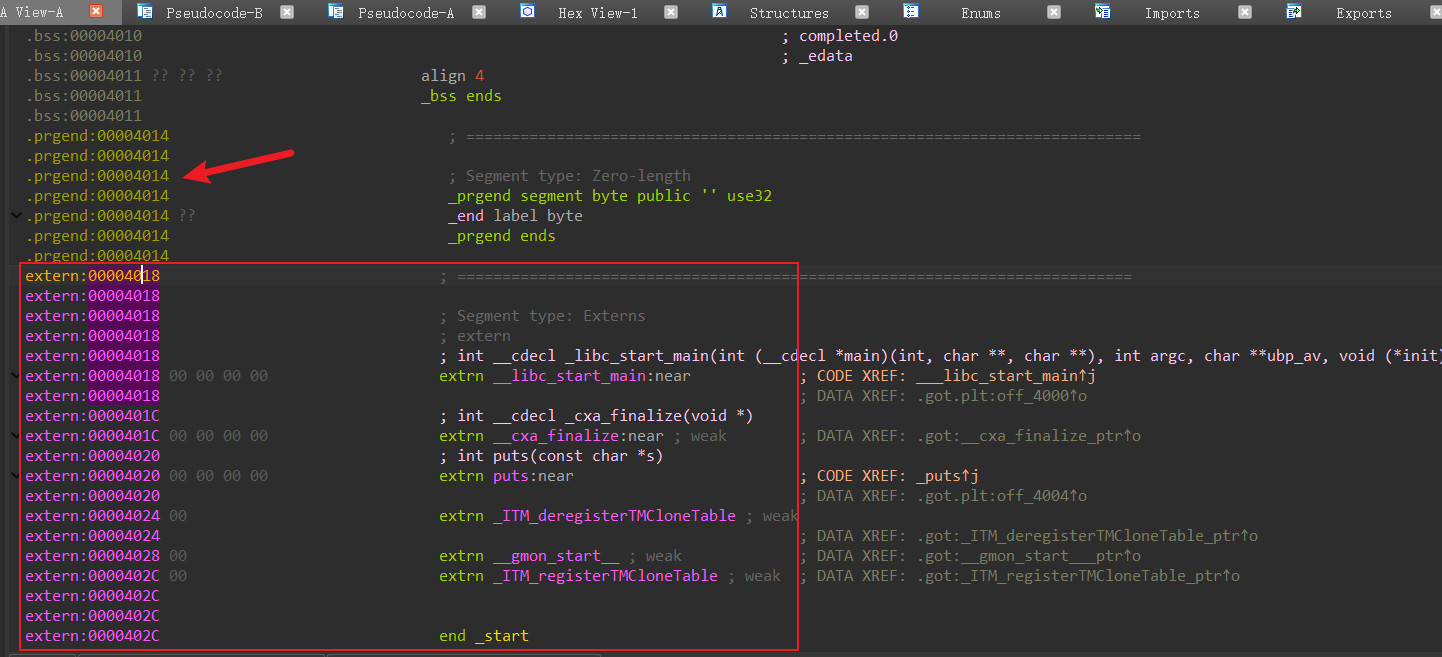 A View-A Pseudocode-B Pseudocode-A Hex View-1 Structures Enums Imports Exports
.bss:00004010 ; completed.0
.bss:00004010 ; _edata
.bss:00004011 ?? ?? ?? align 4
.bss:00004011 _bss ends
.bss:00004011
.prgend:00004014 ; ===========================================================================
.prgend:00004014
.prgend:00004014 ; Segment type: Zero-length
.prgend:00004014 _prgend segment byte public '' use32
.prgend:00004014 ?? _end label byte
.prgend:00004014 _prgend ends
.prgend:00004014
extern:00004018 ; ===========================================================================
extern:00004018
extern:00004018 ; Segment type: Externs
extern:00004018 ; extern
extern:00004018 ; int __cdecl _libc_start_main(int (__cdecl *main)(int, char **, char **), int argc, char **ubp_av, void (*init)
extern:00004018 00 00 00 00 extrn __libc_start_main:near ; CODE XREF: ___libc_start_main↑j
extern:00004018 ; DATA XREF: .got.plt:off_4000↑o
extern:0000401C ; int __cdecl _cxa_finalize(void *)
extern:0000401C 00 00 00 00 extrn __cxa_finalize:near ; weak ; DATA XREF: .got:__cxa_finalize_ptr↑o
extern:00004020 ; int puts(const char *s)
extern:00004020 00 00 00 00 extrn puts:near ; CODE XREF: _puts↑j
extern:00004020 ; DATA XREF: .got.plt:off_4004↑o
extern:00004024 00 extrn _ITM_deregisterTMCloneTable ; weak
extern:00004024 ; DATA XREF: .got:_ITM_deregisterTMCloneTable_ptr↑o
extern:00004028 00 extrn __gmon_start__ ; weak ; DATA XREF: .got:__gmon_start___ptr↑o
extern:0000402C 00 extrn _ITM_registerTMCloneTable ; weak ; DATA XREF: .got:_ITM_registerTMCloneTable_ptr↑o
extern:0000402C
extern:0000402C
extern:0000402C end _start